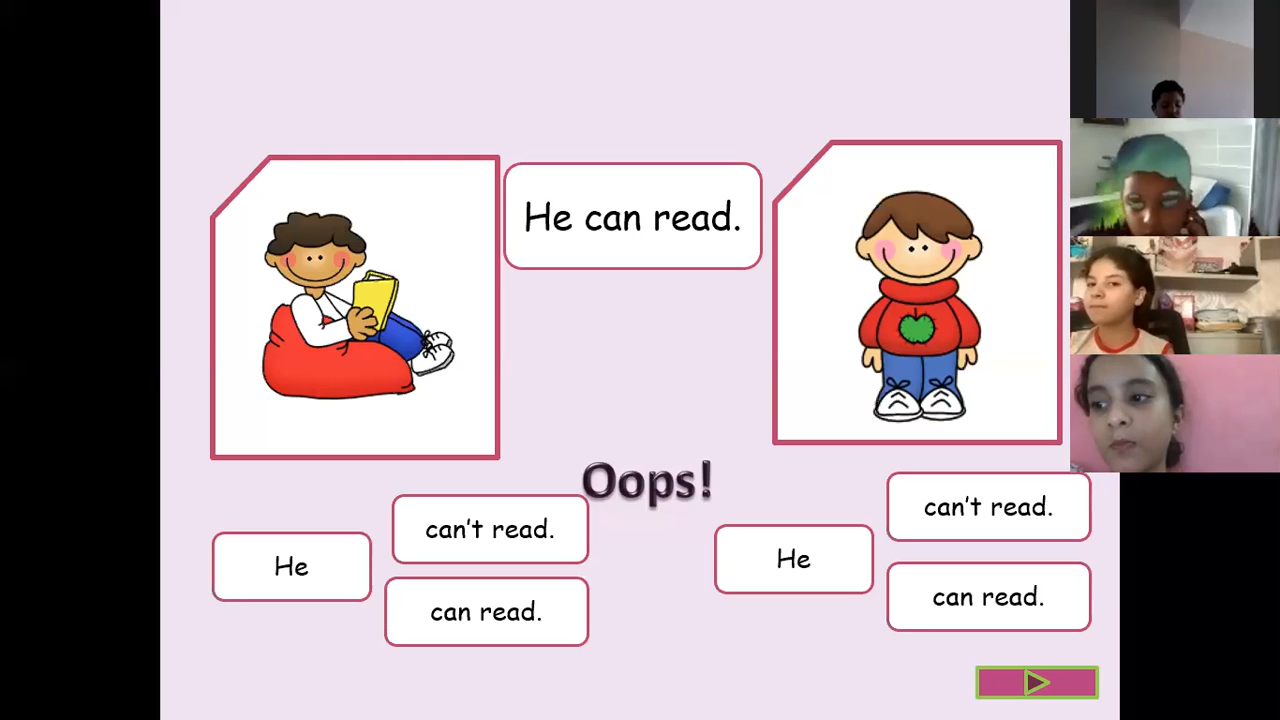 He can read.
Oops!
He
can't read.
can read.
He
can't read.
can read.